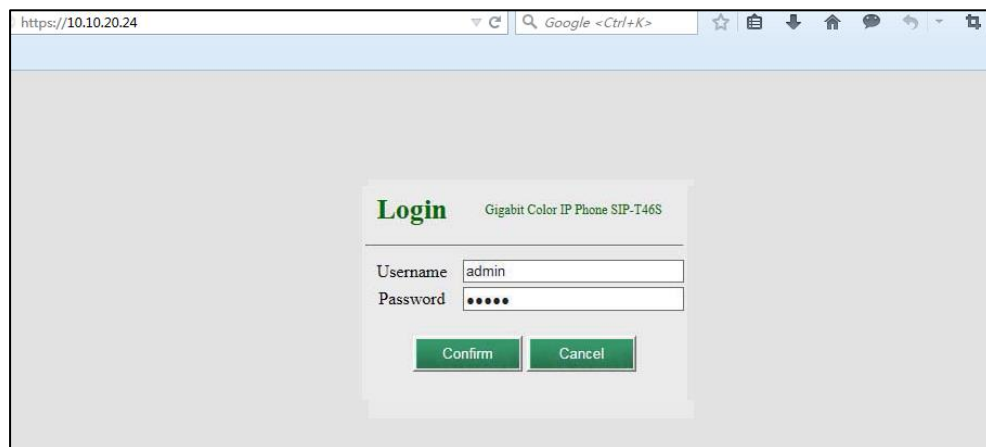 https://10.10.20.24
Google <Ctrl+K>
Login
Gigabit Color IP Phone SIP-T46S
Username
admin
Password
●●●●●
Confirm
Cancel